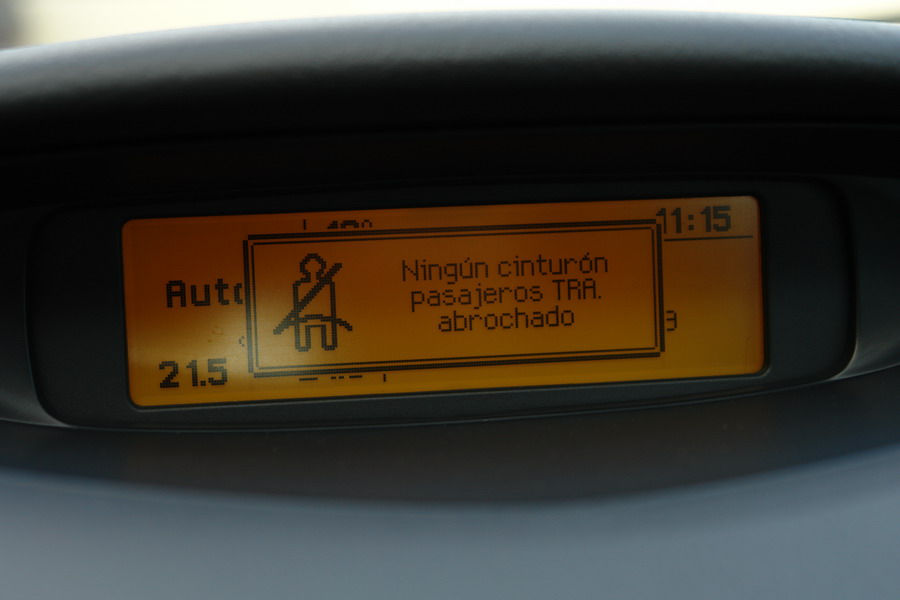 11:15
Auto
Ningún cinturón
pasajeros TRA.
abrochado
21.5